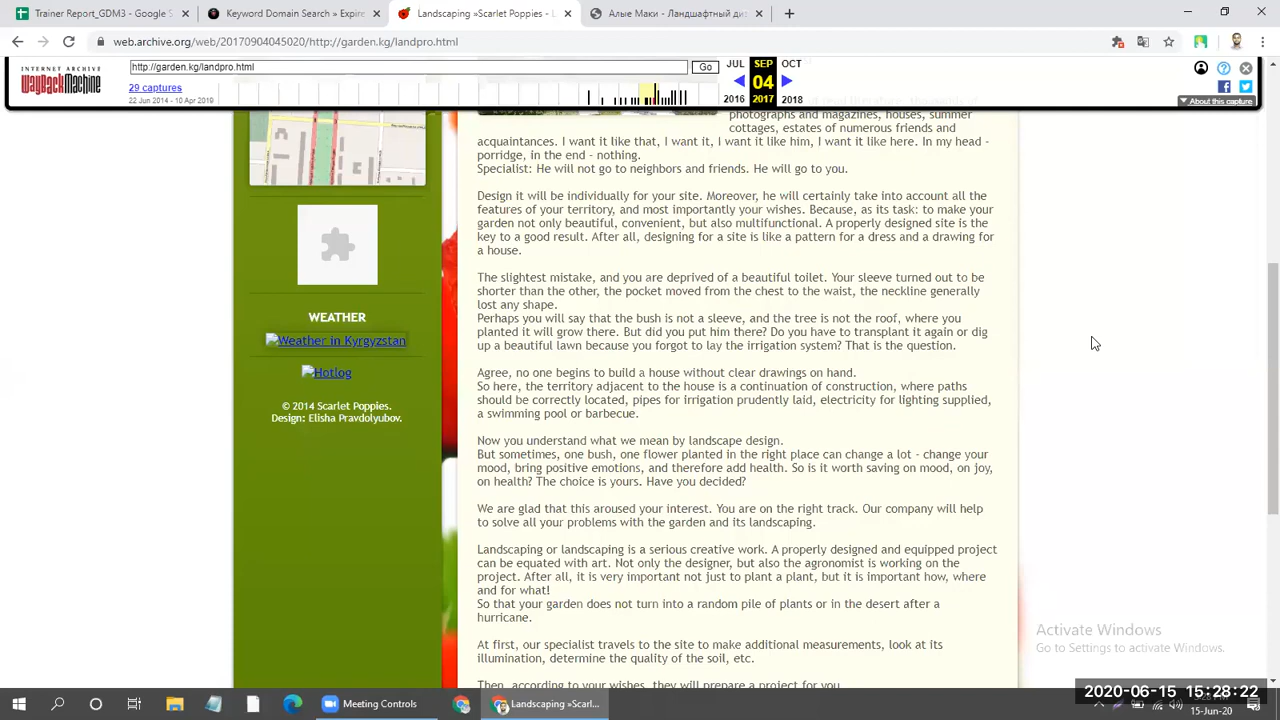 Trainer Report_GDM3 - Google S
Keyword Domain Search » Expire
Landscaping »Scarlet Poppies -
Алые Маки - Ландшафтный ди
web.archive.org/web/20170904045020/http://garden.kg/landpro.html
INTERNET ARCHIVE
WayBackMachine
http://garden.kg/landpro.html
Go
JUL
SEP
OCT
29 captures
22 Jun 2014 - 10 Apr 2019
04
2016
2017
2018
About this capture
photographs and magazines, houses, summer
cottages, estates of numerous friends and
acquaintances. I want it like that, I want it, I want it like him, I want it like here. In my head -
porridge, in the end - nothing.
Specialist: He will not go to neighbors and friends. He will go to you.
Design it will be individually for your site. Moreover, he will certainly take into account all the
features of your territory, and most importantly your wishes. Because, as its task: to make your
garden not only beautiful, convenient, but also multifunctional. A properly designed site is the
key to a good result. After all, designing for a site is like a pattern for a dress and a drawing for
a house.
The slightest mistake, and you are deprived of a beautiful toilet. Your sleeve turned out to be
shorter than the other, the pocket moved from the chest to the waist, the neckline generally
lost any shape.
Perhaps you will say that the bush is not a sleeve, and the tree is not the roof, where you
planted it will grow there. But did you put him there? Do you have to transplant it again or dig
up a beautiful lawn because you forgot to lay the irrigation system? That is the question.
Agree, no one begins to build a house without clear drawings on hand.
So here, the territory adjacent to the house is a continuation of construction, where paths
should be correctly located, pipes for irrigation prudently laid, electricity for lighting supplied,
a swimming pool or barbecue.
Now you understand what we mean by landscape design.
But sometimes, one bush, one flower planted in the right place can change a lot - change your
mood, bring positive emotions, and therefore add health. So is it worth saving on mood, on joy,
on health? The choice is yours. Have you decided?
We are glad that this aroused your interest. You are on the right track. Our company will help
to solve all your problems with the garden and its landscaping.
Landscaping or landscaping is a serious creative work. A properly designed and equipped project
can be equated with art. Not only the designer, but also the agronomist is working on the
project. After all, it is very important not just to plant a plant, but it is important how, where
and for what!
So that your garden does not turn into a random pile of plants or in the desert after a
hurricane.
At first, our specialist travels to the site to make additional measurements, look at its
illumination, determine the quality of the soil, etc.
Then, according to your wishes, they will prepare a project for you
WEATHER
Weather in Kyrgyzstan
Hotlog
© 2014 Scarlet Poppies.
Design: Elisha Pravdolyubov.
Activate Windows
Go to Settings to activate Windows.
2020-06-15 15:28:22
Meeting Controls
Landscaping »Scarl...
15-Jun-20